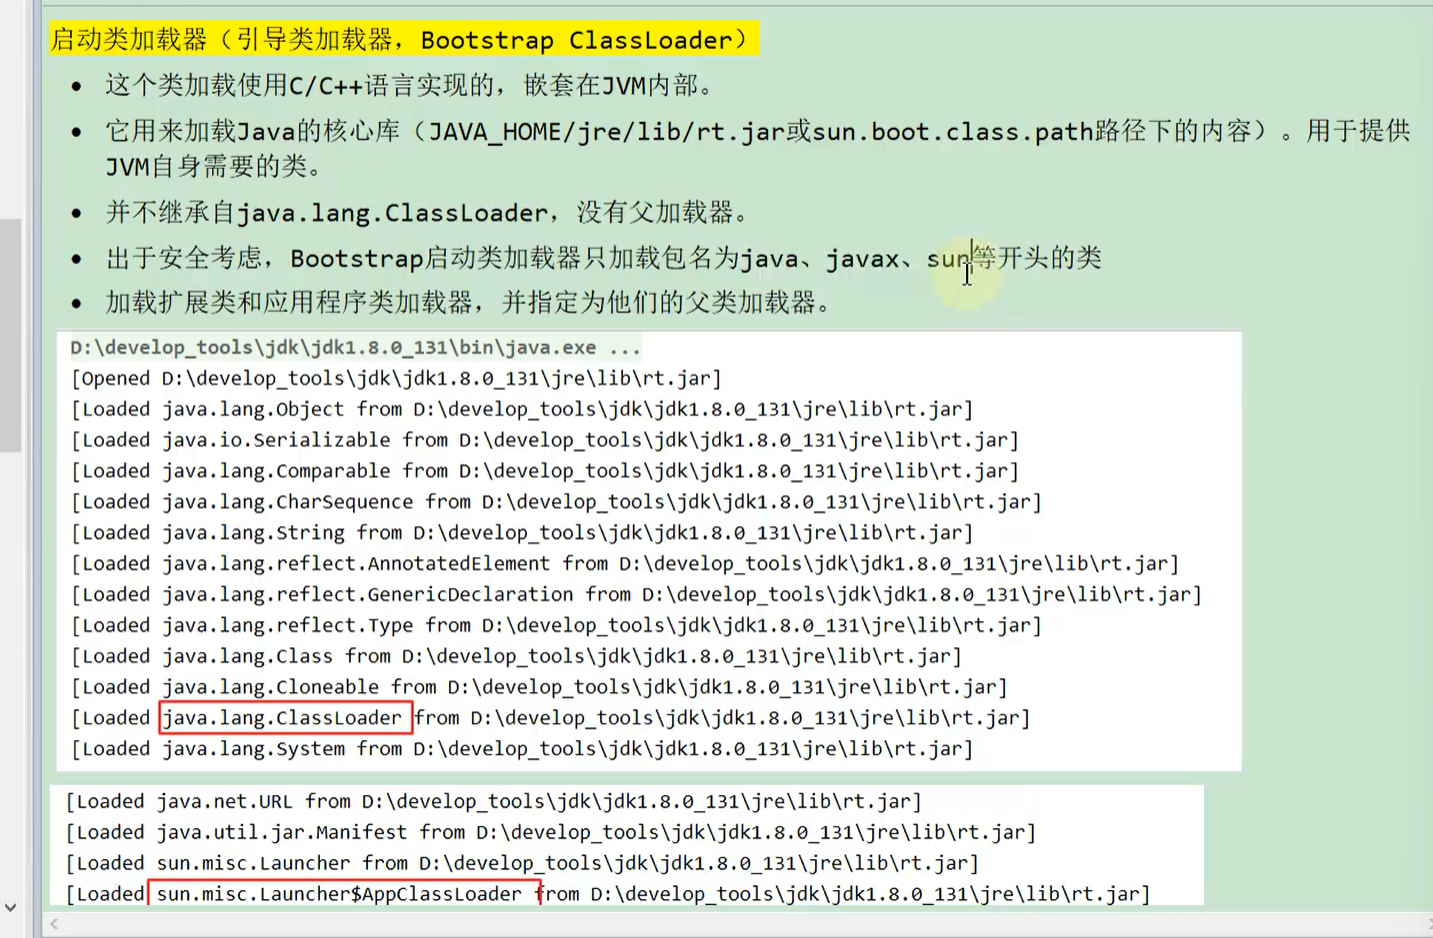 启动类加载器（引导类加载器，Bootstrap ClassLoader）
• 这个类加载使用C/C++语言实现的，嵌套在JVM内部。
• 它用来加载Java的核心库（JAVA_HOME/jre/lib/rt.jar或sun.boot.class.path路径下的内容）。用于提供
JVM自身需要的类。
• 并不继承自java.lang.ClassLoader，没有父加载器。
• 出于安全考虑，Bootstrap启动类加载器只加载包名为java、javax、sun等开头的类
• 加载扩展类和应用程序类加载器，并指定为他们的父类加载器。
D:\develop_tools\jdk\jdk1.8.0_131\bin\java.exe ...
[Opened D:\develop_tools\jdk\jdk1.8.0_131\jre\lib\rt.jar]
[Loaded java.lang.Object from D:\develop_tools\jdk\jdk1.8.0_131\jre\lib\rt.jar]
[Loaded java.io.Serializable from D:\develop_tools\jdk\jdk1.8.0_131\jre\lib\rt.jar]
[Loaded java.lang.Comparable from D:\develop_tools\jdk\jdk1.8.0_131\jre\lib\rt.jar]
[Loaded java.lang.CharSequence from D:\develop_tools\jdk\jdk1.8.0_131\jre\lib\rt.jar]
[Loaded java.lang.String from D:\develop_tools\jdk\jdk1.8.0_131\jre\lib\rt.jar]
[Loaded java.lang.reflect.AnnotatedElement from D:\develop_tools\jdk\jdk1.8.0_131\jre\lib\rt.jar]
[Loaded java.lang.reflect.GenericDeclaration from D:\develop_tools\jdk\jdk1.8.0_131\jre\lib\rt.jar]
[Loaded java.lang.reflect.Type from D:\develop_tools\jdk\jdk1.8.0_131\jre\lib\rt.jar]
[Loaded java.lang.Class from D:\develop_tools\jdk\jdk1.8.0_131\jre\lib\rt.jar]
[Loaded java.lang.Cloneable from D:\develop_tools\jdk\jdk1.8.0_131\jre\lib\rt.jar]
[Loaded java.lang.ClassLoader from D:\develop_tools\jdk\jdk1.8.0_131\jre\lib\rt.jar]
[Loaded java.lang.System from D:\develop_tools\jdk\jdk1.8.0_131\jre\lib\rt.jar]
[Loaded java.net.URL from D:\develop_tools\jdk\jdk1.8.0_131\jre\lib\rt.jar]
[Loaded java.util.jar.Manifest from D:\develop_tools\jdk\jdk1.8.0_131\jre\lib\rt.jar]
[Loaded sun.misc.Launcher from D:\develop_tools\jdk\jdk1.8.0_131\jre\lib\rt.jar]
[Loaded sun.misc.Launcher$AppClassLoader from D:\develop_tools\jdk\jdk1.8.0_131\jre\lib\rt.jar]